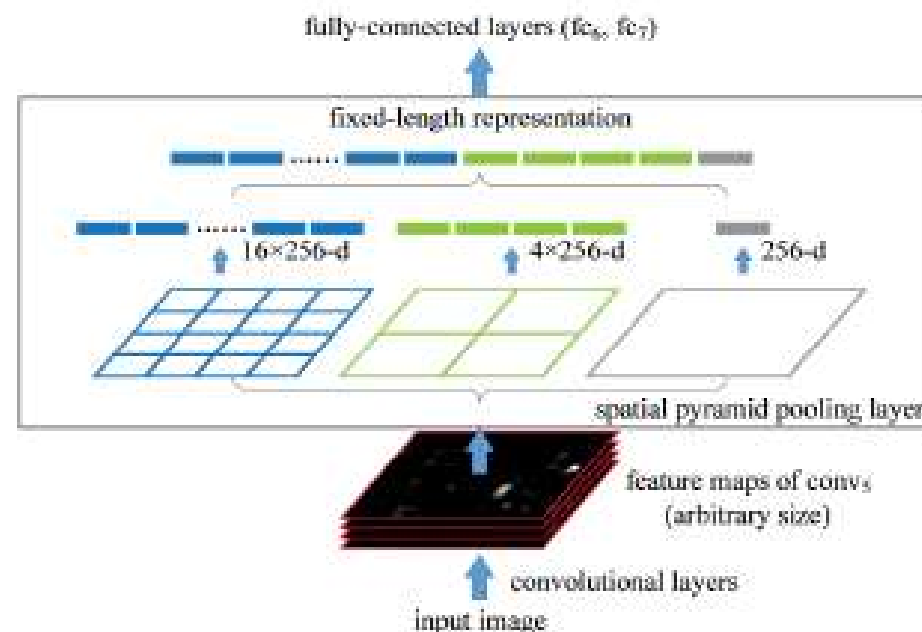 fully-connected layers (fc₆, fc₇)
fixed-length representation
16×256-d
4×256-d
256-d
spatial pyramid pooling layer
feature maps of conv₅
(arbitrary size)
convolutional layers
input image